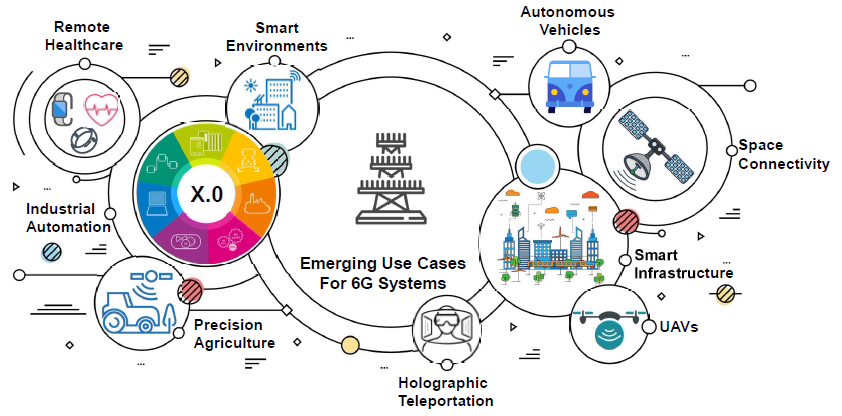 Remote
Healthcare
Smart
Environments
Autonomous
Vehicles
Space
Connectivity
X.0
Industrial
Automation
Emerging Use Cases
For 6G Systems
Smart
Infrastructure
Precision
Agriculture
UAVs
Holographic
Teleportation